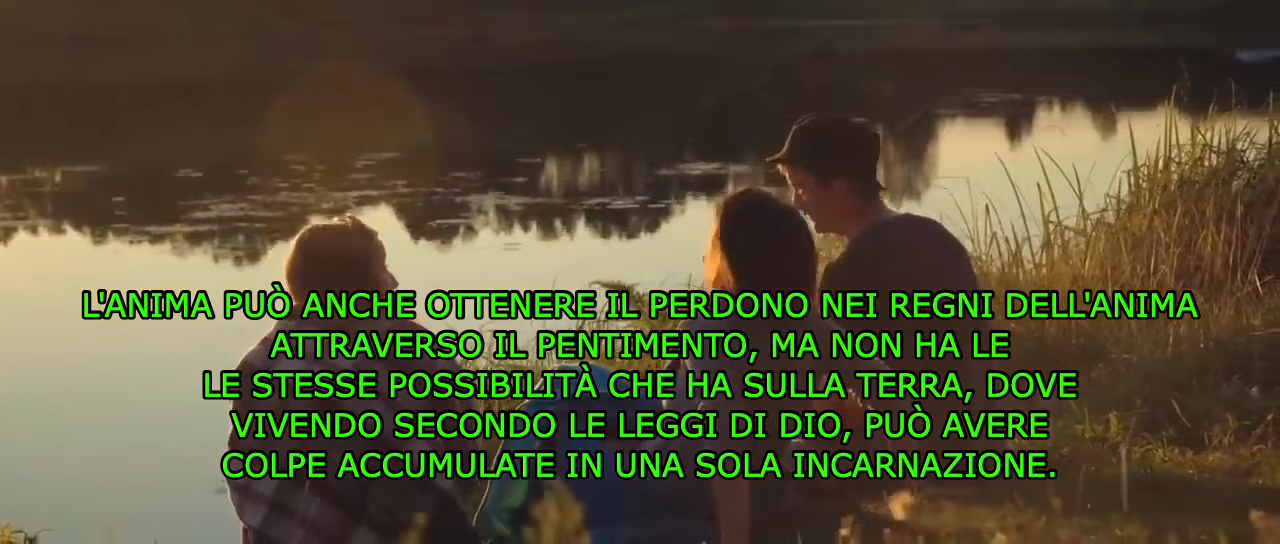 L'ANIMA PUÒ ANCHE OTTENERE IL PERDONO NEI REGNI DELL'ANIMA
ATTRAVERSO IL PENTIMENTO, MA NON HA LE
LE STESSE POSSIBILITÀ CHE HA SULLA TERRA, DOVE
VIVENDO SECONDO LE LEGGI DI DIO, PUÒ AVERE
COLPE ACCUMULATE IN UNA SOLA INCARNAZIONE.